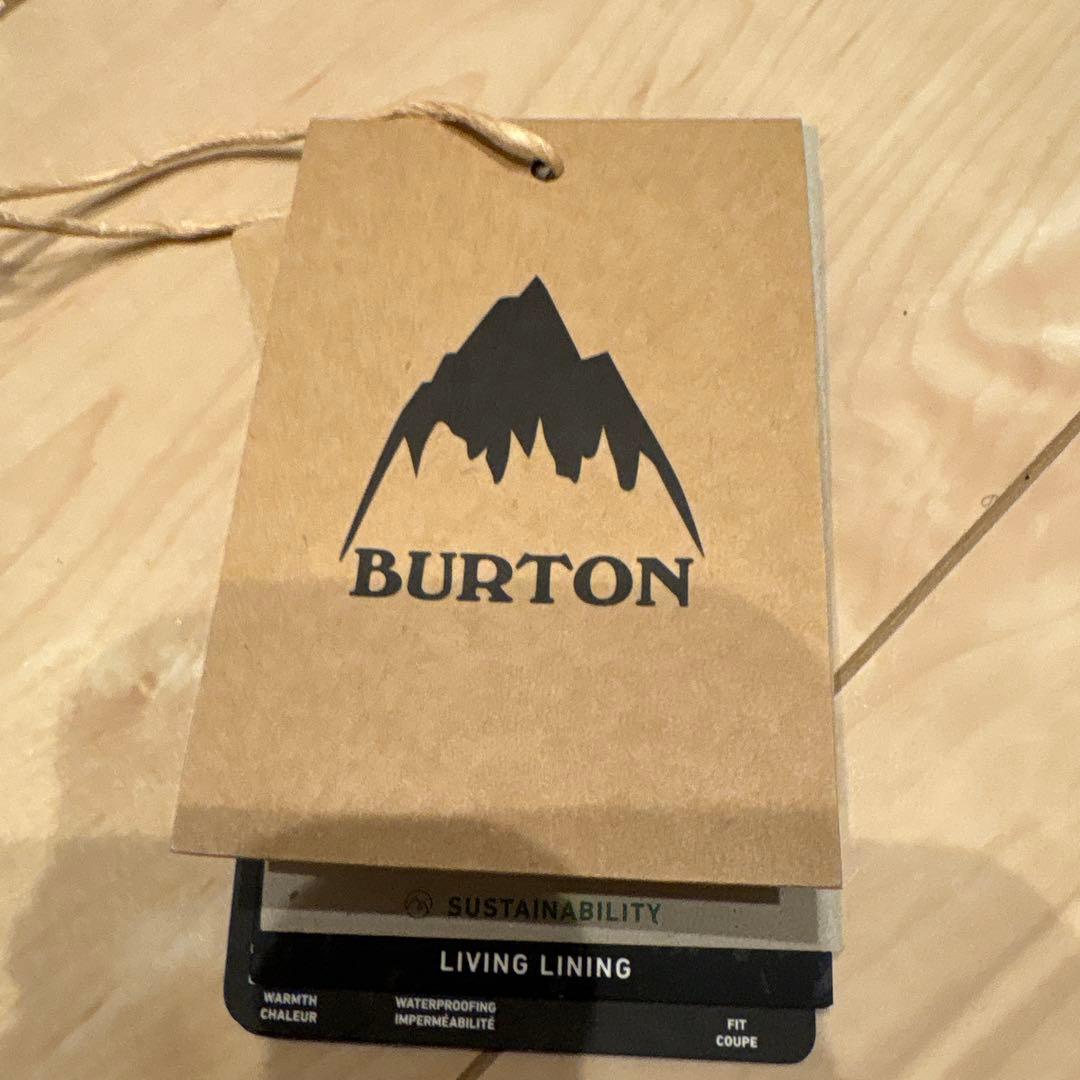 BURTON
SUSTAINABILITY
LIVING LINING
WARMTH
CHALEUR
WATERPROOFING
IMPERMÉABILITÉ
FIT
COUPE